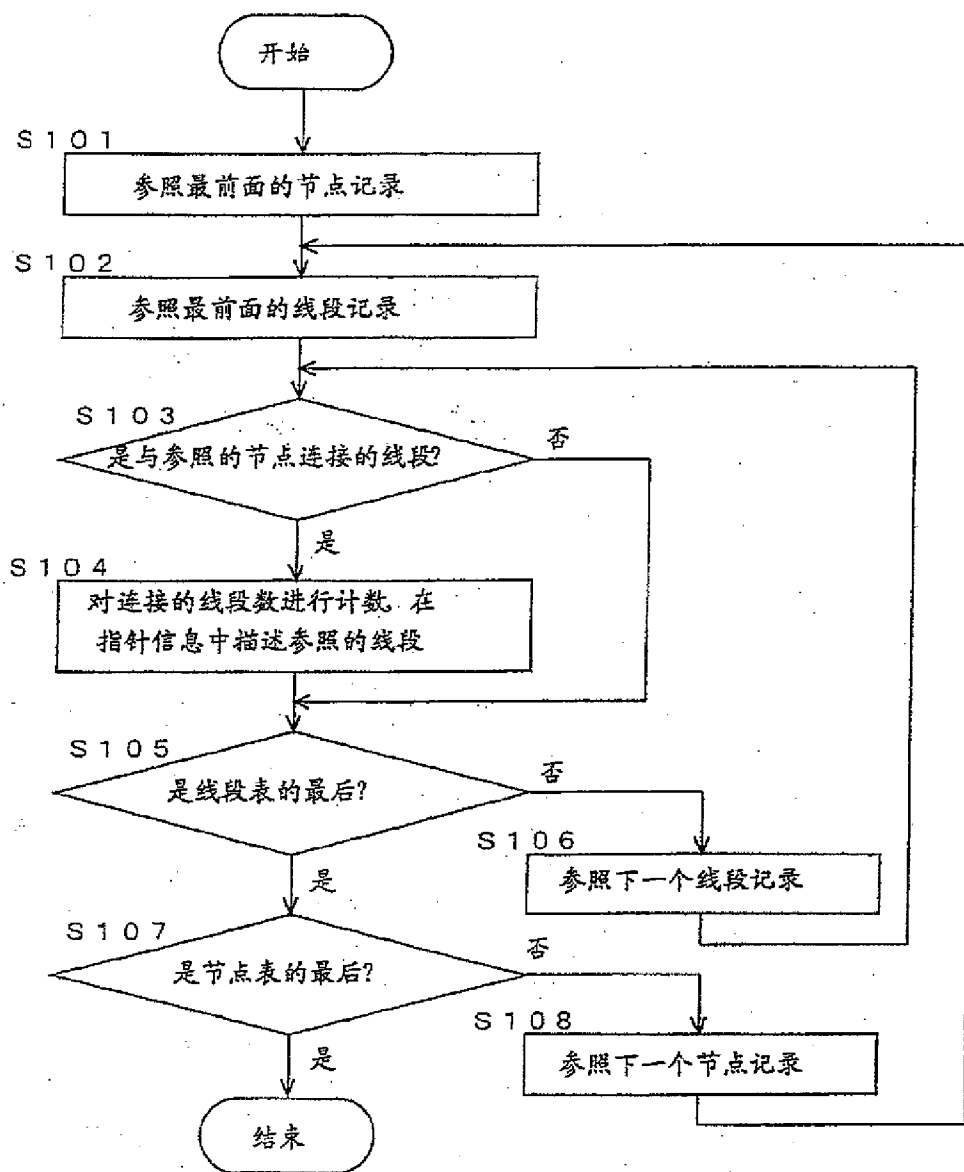 开始
S101
参照最前面的节点记录
S102
参照最前面的线段记录
S103
是与参照的节点连接的线段?
否
是
S104
对连接的线段数进行计数,在
指针信息中描述参照的线段
S105
是线段表的最后?
否
S106
参照下一个线段记录
是
S107
是节点表的最后?
否
S108
参照下一个节点记录
是
结束